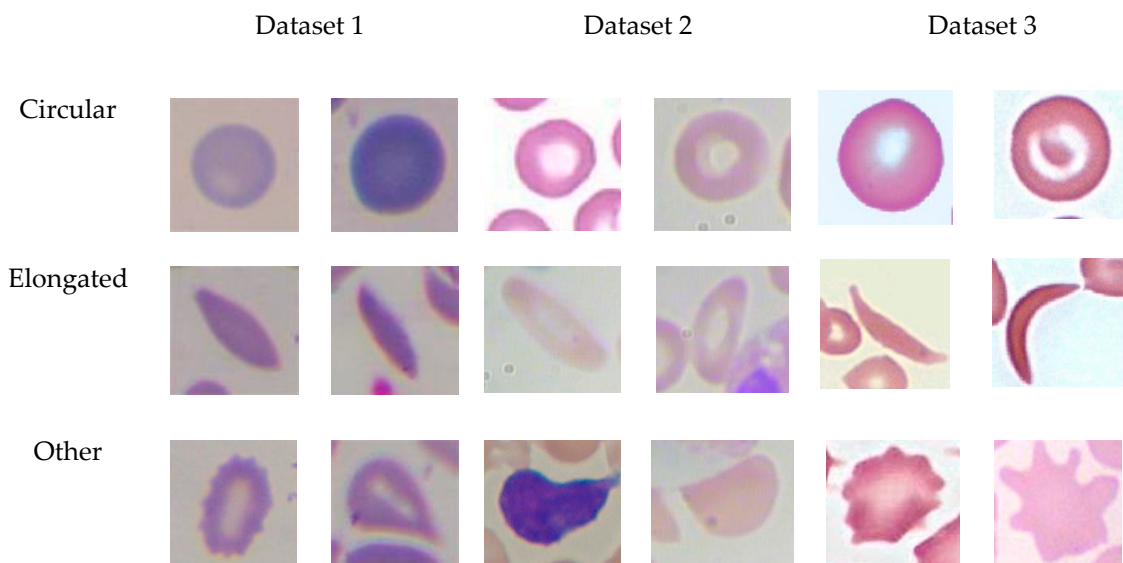 Dataset 1 Dataset 2 Dataset 3
Circular
Elongated
Other